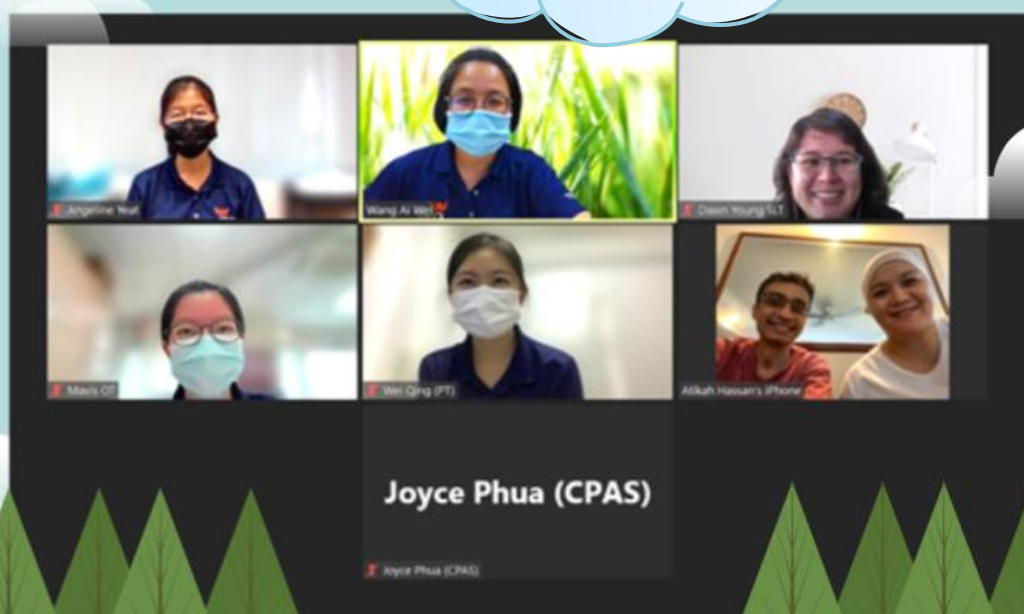 Angeline Yeat
Wang Ai Wei
Dawn Young SLT
Mavis OT
Wei Qing (PT)
Atikah Hassan's iPhone
Joyce Phua (CPAS)
Joyce Phua (CPAS)